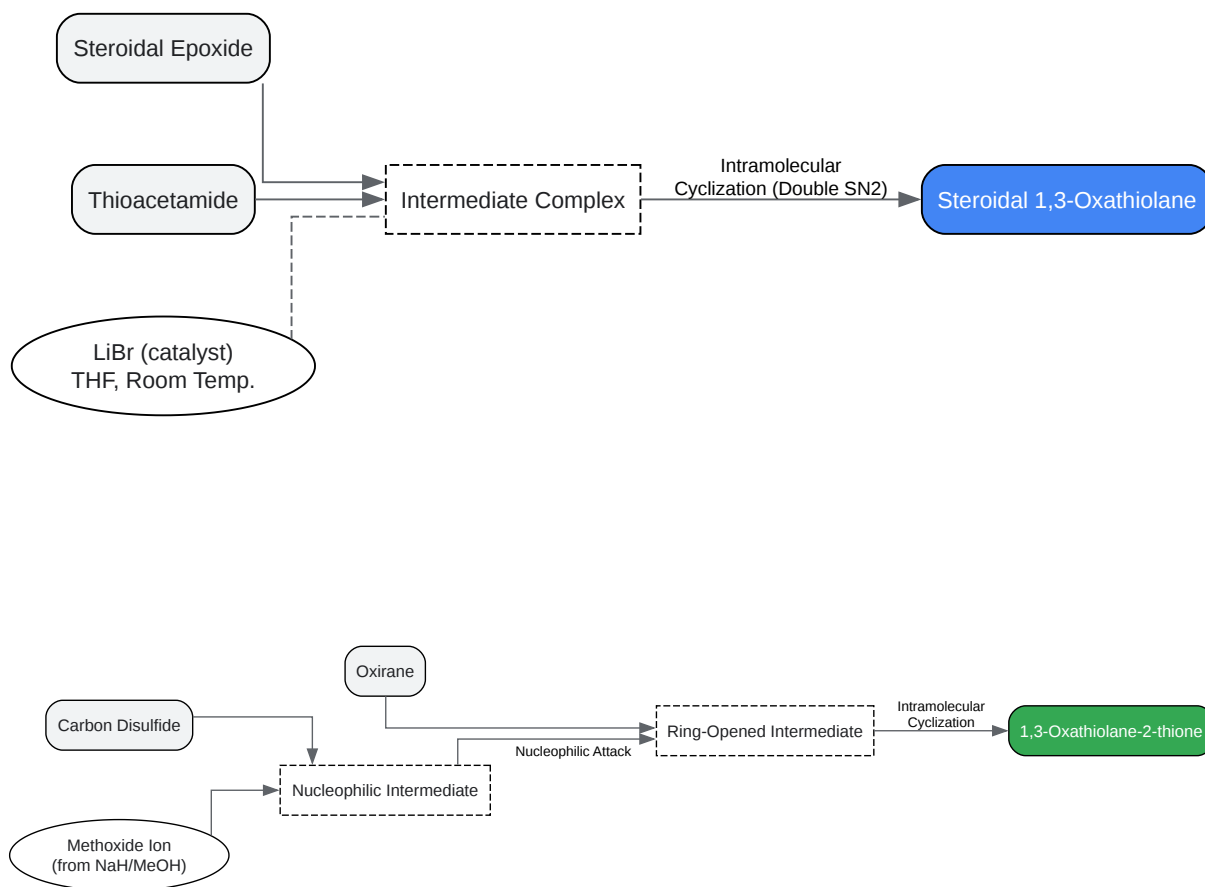 Steroidal Epoxide
Thioacetamide
Intermediate Complex
Intramolecular
Cyclization (Double SN2)
Steroidal 1,3-Oxathiolane
LiBr (catalyst)
THF, Room Temp.
Oxirane
Carbon Disulfide
Ring-Opened Intermediate
Intramolecular
Cyclization
1,3-Oxathiolane-2-thione
Nucleophilic Attack
Nucleophilic Intermediate
Methoxide Ion
(from NaH/MeOH)